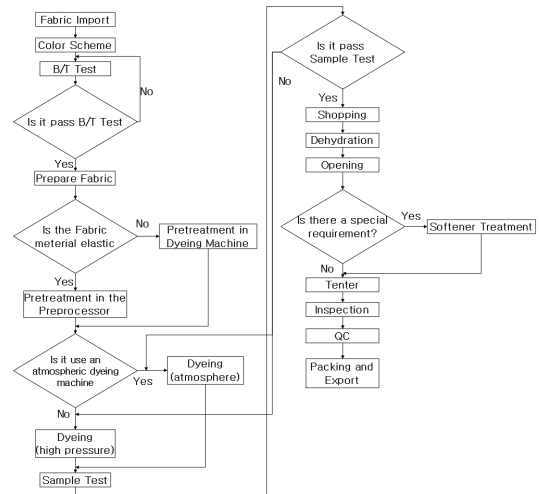 Fabric Import
Color Scheme
B/T Test
No
Is it pass B/T Test
Yes
Prepare Fabric
Is the Fabric
meterial elastic
No
Pretreatment in
Dyeing Machine
Yes
Pretreatment in the
Preprocessor
Is it use an
atmospheric dyeing
machine
Yes
Dyeing
(atmosphere)
No
Dyeing
(high pressure)
Sample Test
Is it pass
Sample Test
No
Yes
Shopping
Dehydration
Opening
Is there a special
requirement?
Yes
Softener Treatment
No
Tenter
Inspection
QC
Packing and
Export